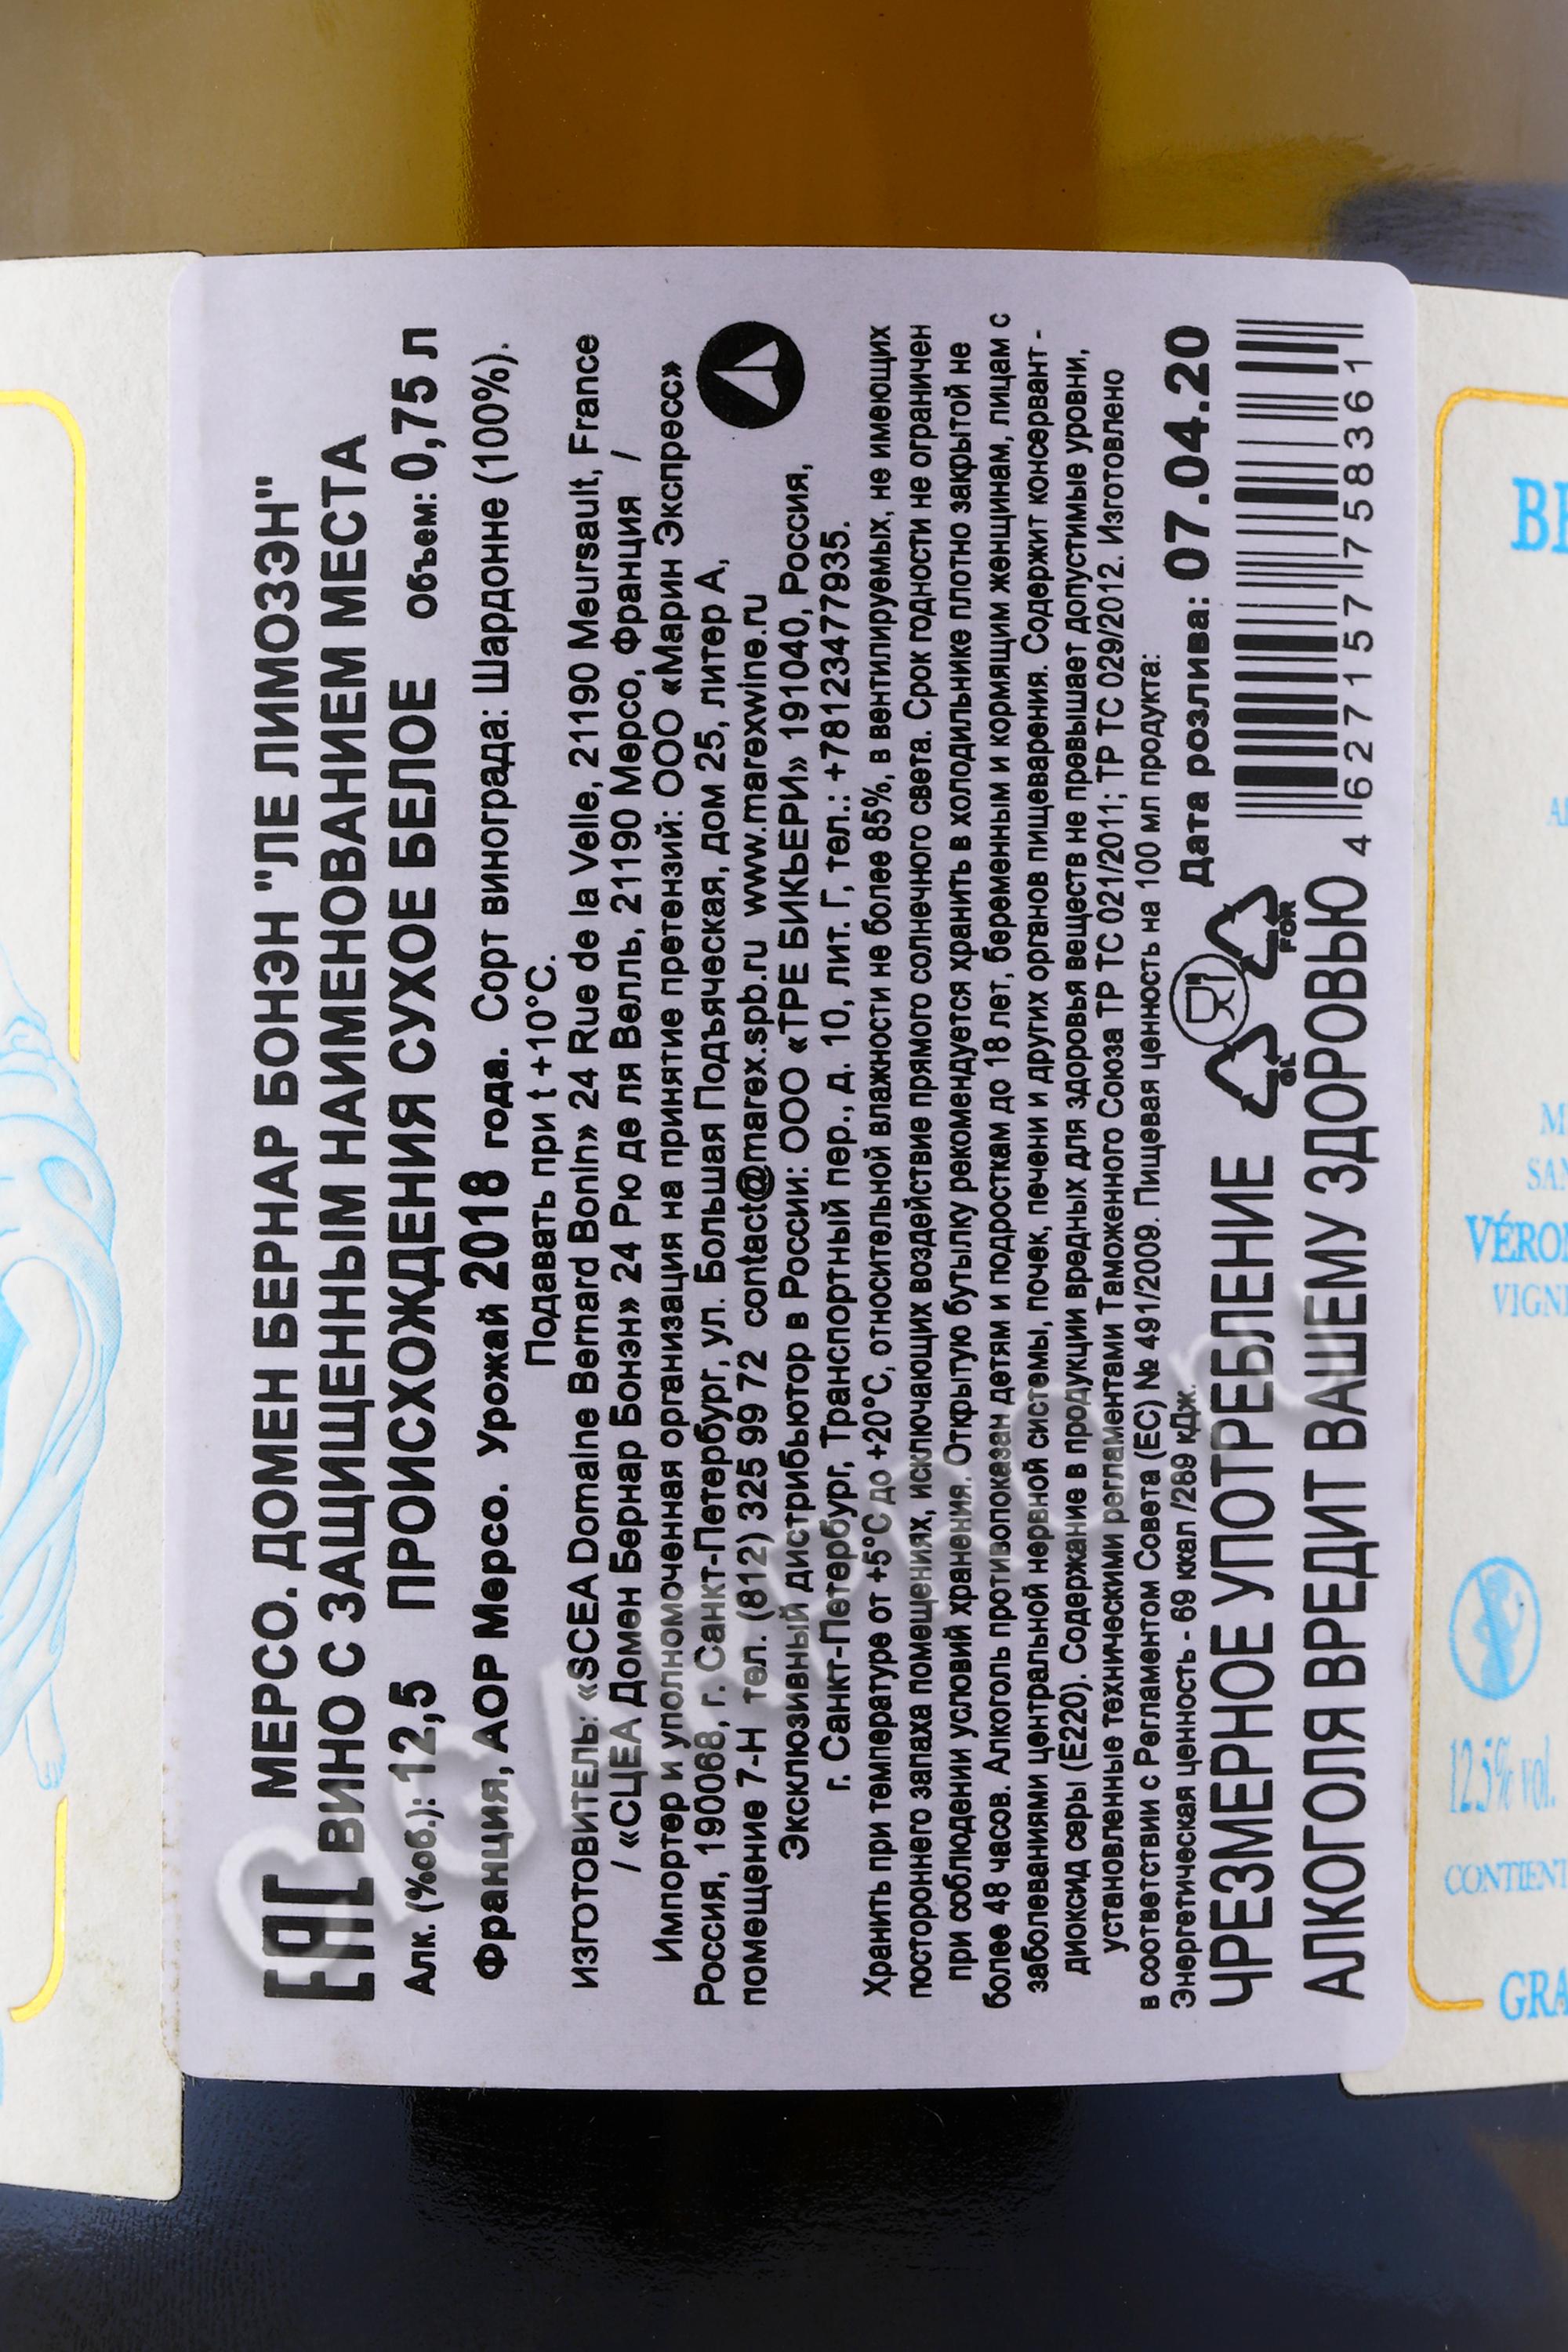 МЕРСО. ДОМЕН БЕРНАР БОНЭН "ЛЕ ЛИМОЗЭН"
ЕАС ВИНО С ЗАЩИЩЕННЫМ НАИМЕНОВАНИЕМ МЕСТА
Алк. (%об.): 12,5 ПРОИСХОЖДЕНИЯ СУХОЕ БЕЛОЕ Объем: 0,75 л
Франция, АОР Мерсо. Урожай 2018 года. Сорт винограда: Шардонне (100%).
Подавать при t +10°C.
ИЗГОТОВИТЕЛЬ: «SCEA Domaine Bernard Bonin» 24 Rue de la Velle, 21190 Meursault, France
/ «СЦЕА Домен Бернар Бонэн» 24 Рю де ля Велль, 21190 Мерсо, Франция /
Импортер и уполномоченная организация на принятие претензий: ООО «Марин Экспресс»
Россия, 190068, г. Санкт-Петербург, ул. Большая Подъяческая, дом 25, литер А,
помещение 7-Н тел. (812) 325 99 72 contact@marex.spb.ru www.marexwine.ru
Эксклюзивный дистрибьютор в России: ООО «ТРЕ БИКЬЕРИ» 191040, Россия,
г. Санкт-Петербург, Транспортный пер., д. 10, лит. Г, тел.: +78123477935.
Хранить при температуре от +5°C до +20°C, относительной влажности не более 85%, в вентилируемых, не имеющих
постороннего запаха помещениях, исключающих воздействие прямого солнечного света. Срок годности не ограничен
при соблюдении условий хранения. Открытую бутылку рекомендуется хранить в холодильнике плотно закрытой не
более 48 часов. Алкоголь противопоказан детям и подросткам до 18 лет, беременным и кормящим женщинам, лицам с
заболеваниями центральной нервной системы, почек, печени и других органов пищеварения. Содержит консервант -
диоксид серы (Е220). Содержание в продукции вредных для здоровья веществ не превышает допустимые уровни,
установленные техническими регламентами Таможенного Союза ТР ТС 021/2011; ТР ТС 029/2012. Изготовлено
в соответствии с Регламентом Совета (ЕС) № 491/2009. Пищевая ценность на 100 мл продукта:
Энергетическая ценность - 69 ккал /289 кДж.
Дата розлива: 07.04.20
GL FOR
ЧРЕЗМЕРНОЕ УПОТРЕБЛЕНИЕ
АЛКОГОЛЯ ВРЕДИТ ВАШЕМУ ЗДОРОВЬЮ
4 627157 758361
CIGARPRO.ru
12.5% vol.